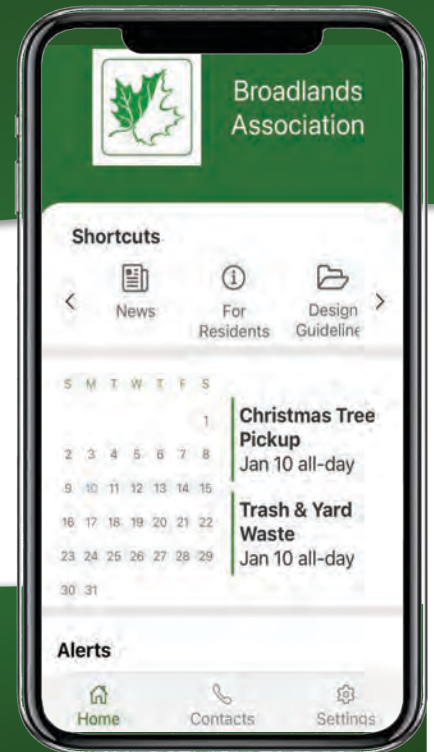 Broadlands
Association
Shortcuts
News
For
Residents
Design
Guideline
S M T W T F S
1
2 3 4 5 6 7 8
9 10 11 12 13 14 15
16 17 18 19 20 21 22
23 24 25 26 27 28 29
30 31
Christmas Tree
Pickup
Jan 10 all-day
Trash & Yard
Waste
Jan 10 all-day
Alerts
Home
Contacts
Settings